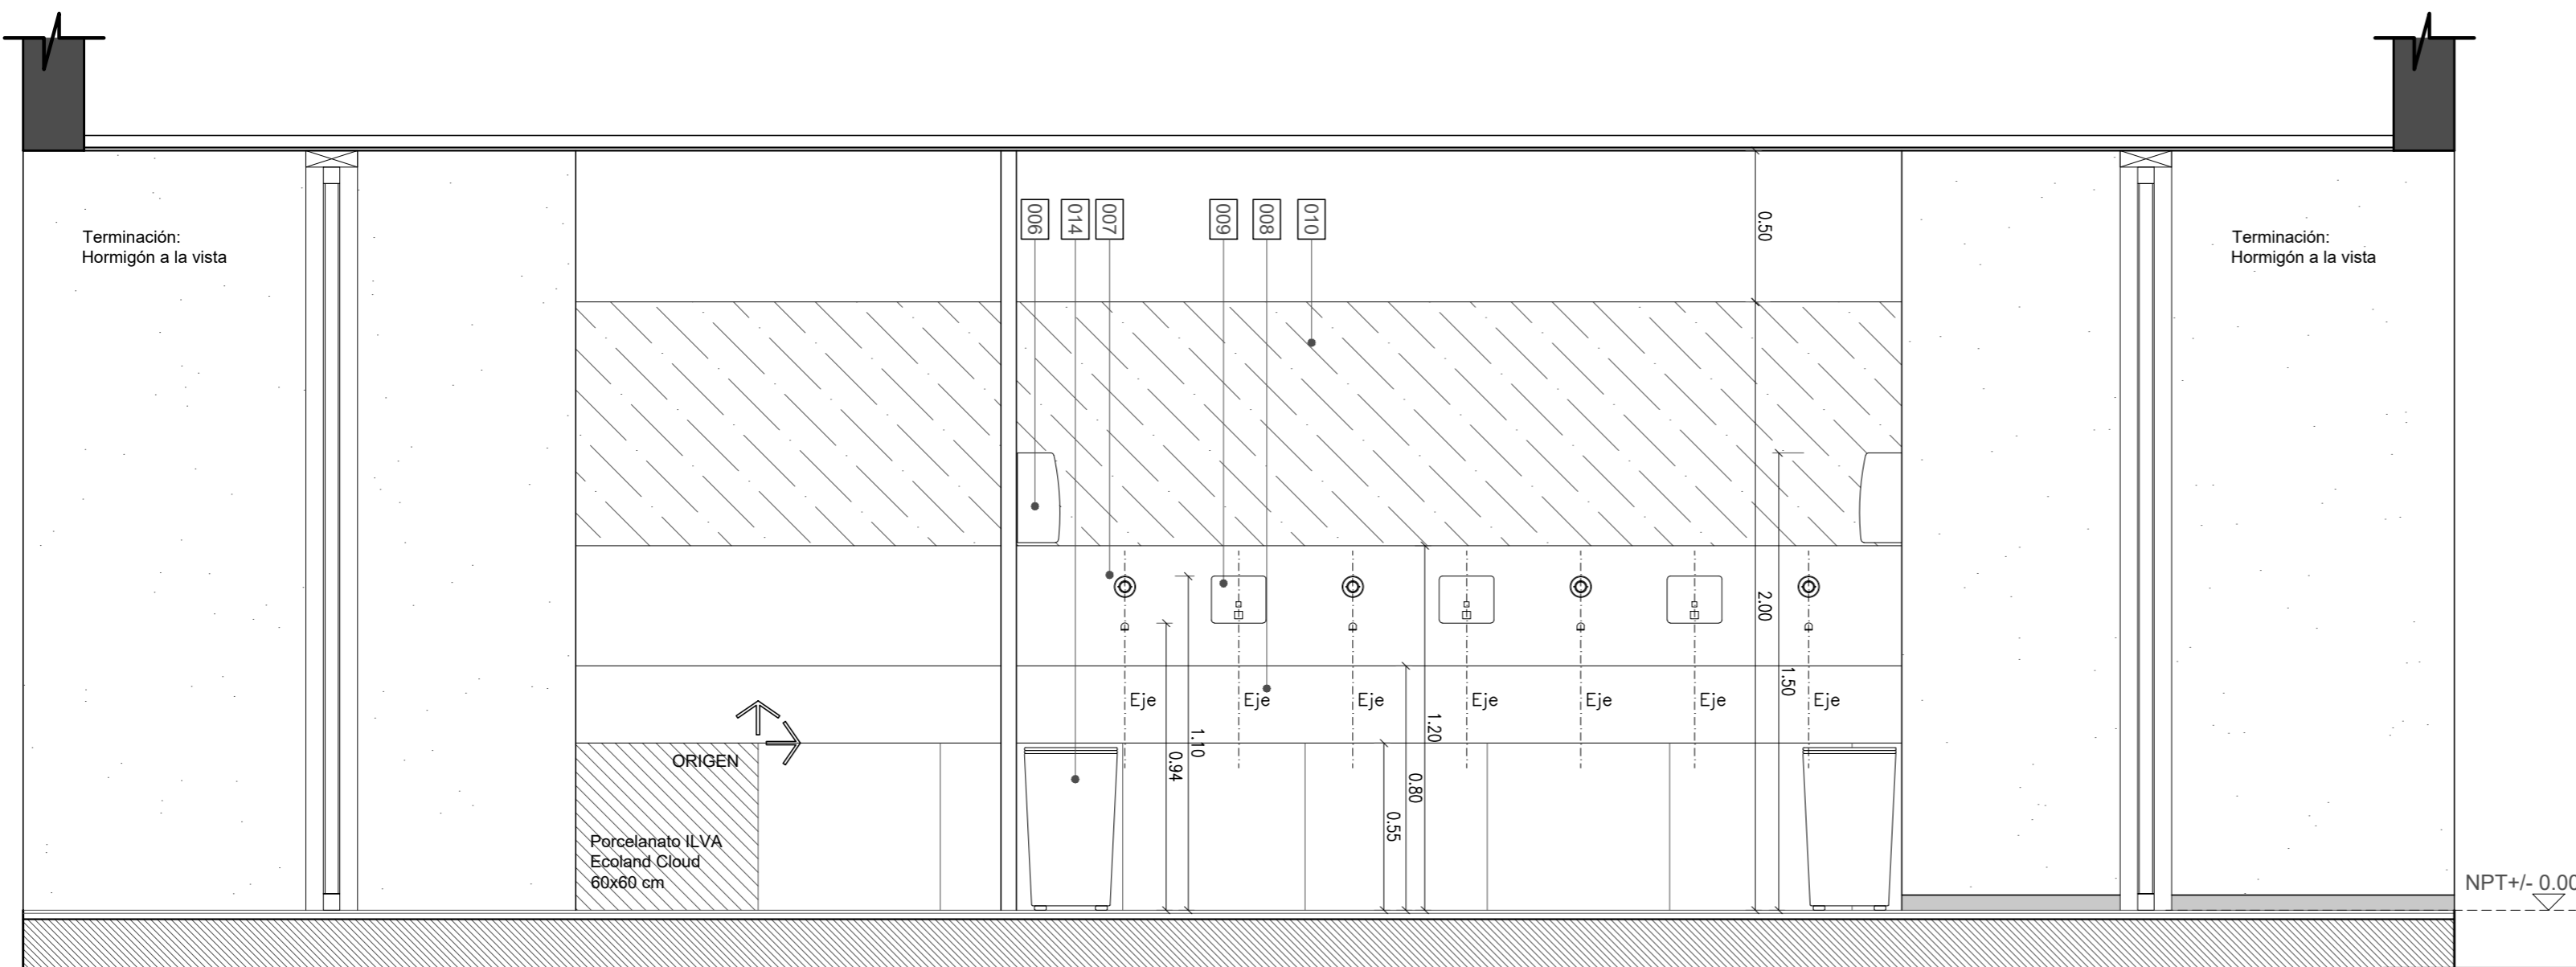 Terminación:
Hormigón a la vista
006
014
007
009
008
010
0.50
Terminación:
Hormigón a la vista
2.00
1.50
Eje
Eje
Eje
Eje
Eje
Eje
Eje
1.20
1.10
0.94
0.80
0.55
ORIGEN
Porcelanato ILVA
Ecoland Cloud
60x60 cm
NPT+/- 0.00